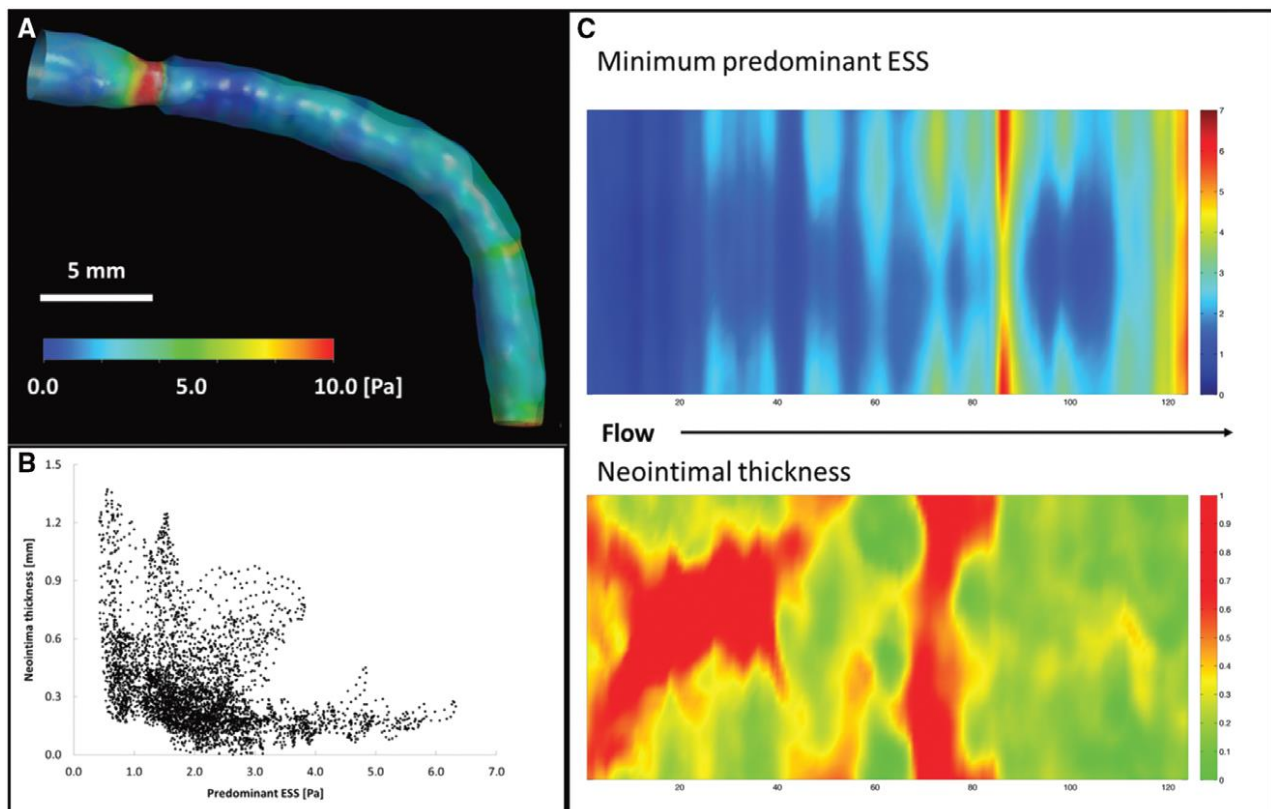 A
5 mm
0.0 5.0 10.0 [Pa]
B
1.5
1.2
0.9
0.6
0.3
0.0
Neointima thickness [mm]
0.0 1.0 2.0 3.0 4.0 5.0 6.0 7.0
Predominant ESS [Pa]
C
Minimum predominant ESS
7
6
5
4
3
2
1
0
20 40 60 80 100 120
Flow
Neointimal thickness
1
0.9
0.8
0.7
0.6
0.5
0.4
0.3
0.2
0.1
0
20 40 60 80 100 120